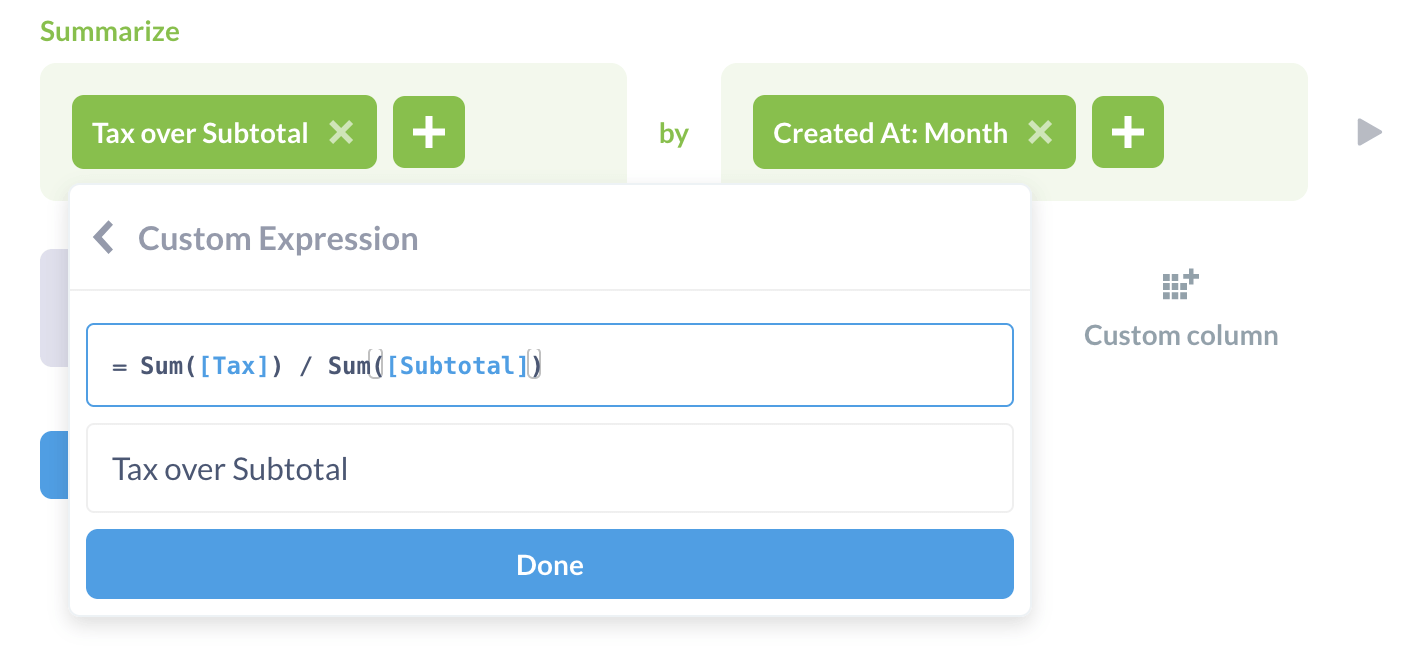 Summarize
Tax over Subtotal
by
Created At: Month
Custom Expression
= Sum([Tax]) / Sum([Subtotal])
Tax over Subtotal
Done
Custom column